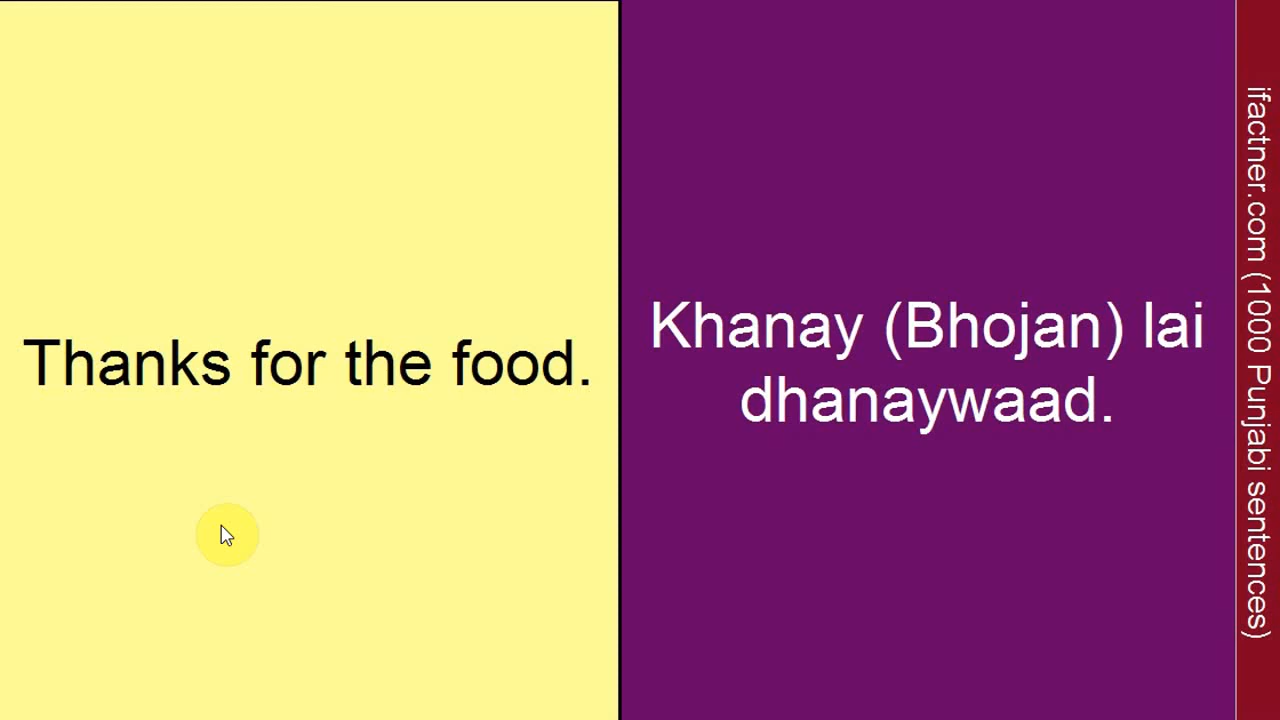 Thanks for the food.
Khanay (Bhojan) lai
dhanaywaad.
ifactner.com (1000 Punjabi sentences)